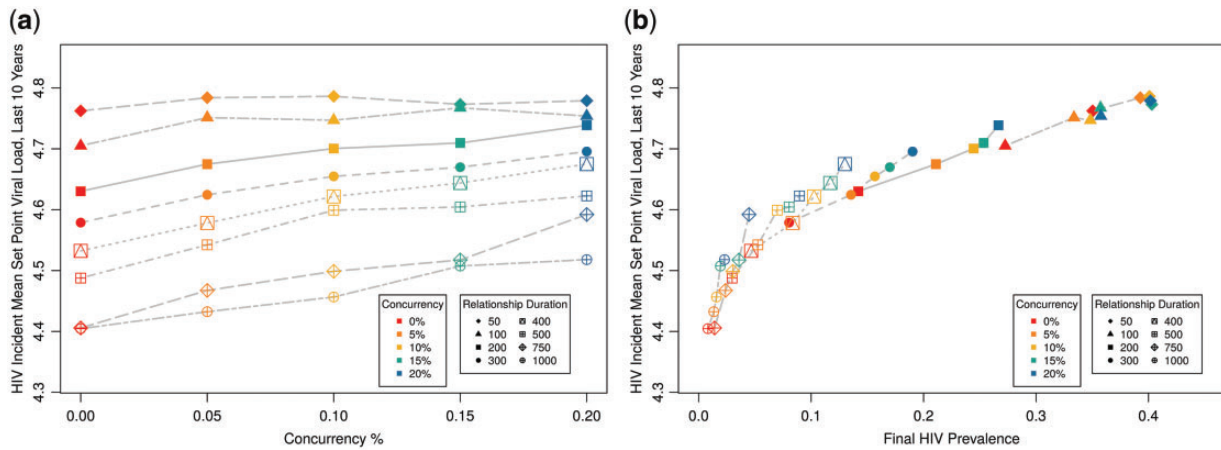 (a)
HIV Incident Mean Set Point Viral Load, Last 10 Years
4.8
4.7
4.6
4.5
4.4
4.3
0.00 0.05 0.10 0.15 0.20
Concurrency %
Concurrency
0%
5%
10%
15%
20%
Relationship Duration
50 400
100 500
200 750
300 1000
(b)
HIV Incident Mean Set Point Viral Load, Last 10 Years
4.8
4.7
4.6
4.5
4.4
4.3
0.0 0.1 0.2 0.3 0.4
Final HIV Prevalence
Concurrency
0%
5%
10%
15%
20%
Relationship Duration
50 400
100 500
200 750
300 1000